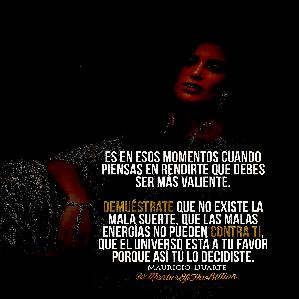 ES EN ESOS MOMENTOS CUANDO
PIENSAS EN RENDIRTE QUE DEBES
SER MÁS VALIENTE.
DEMUÉSTRATE QUE NO EXISTE LA
MALA SUERTE, QUE LAS MALAS
ENERGÍAS NO PUEDEN CONTRA TI,
QUE EL UNIVERSO ESTÁ A TU FAVOR
PORQUE ASÍ TÚ LO DECIDISTE.
MAURICIO DUARTE